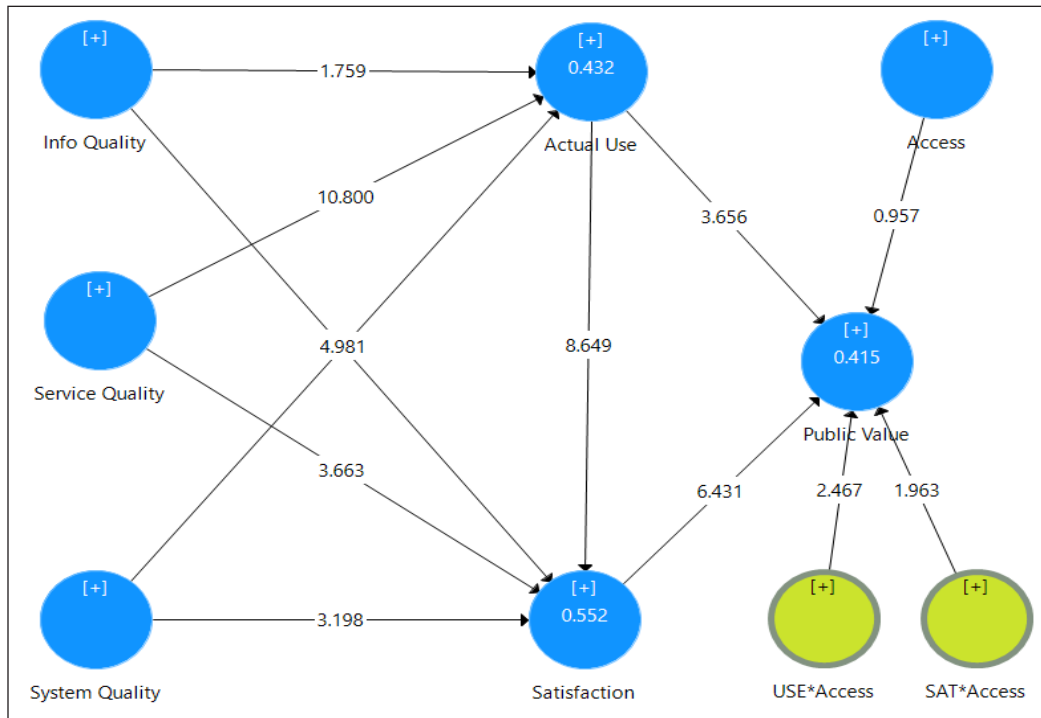 [+]
Info Quality
1.759
[+]
0.432
Actual Use
[+]
Access
10.800
3.656
0.957
[+]
Service Quality
4.981
8.649
[+]
0.415
Public Value
3.663
6.431
2.467
1.963
[+]
System Quality
3.198
[+]
0.552
Satisfaction
[+]
USE*Access
[+]
SAT*Access